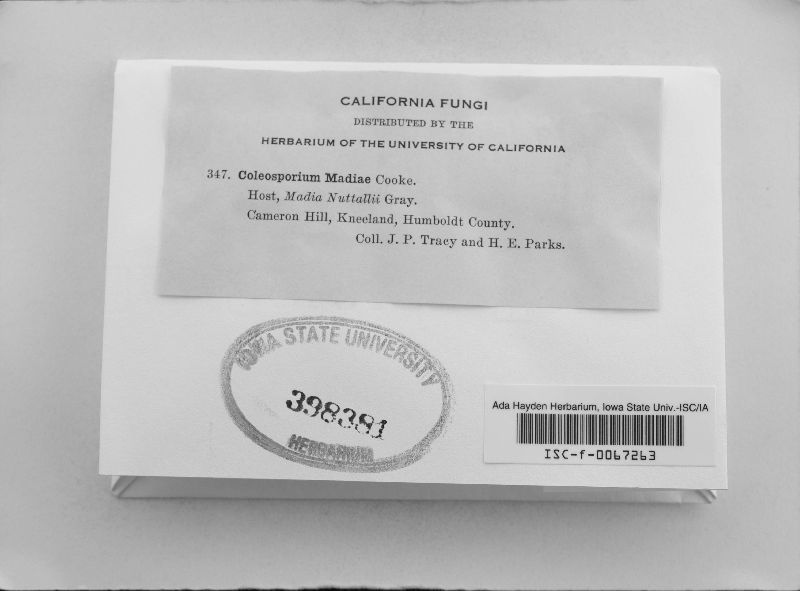 CALIFORNIA FUNGI
DISTRIBUTED BY THE
HERBARIUM OF THE UNIVERSITY OF CALIFORNIA
347. Coleosporium Madiae Cooke.
Host, Madia Nuttallii Gray.
Cameron Hill, Kneeland, Humboldt County.
Coll. J. P. Tracy and H. E. Parks.
IOWA STATE UNIVERSITY
398381
HERBARIUM
Ada Hayden Herbarium, Iowa State Univ.-ISC/IA
ISC-f-0067263